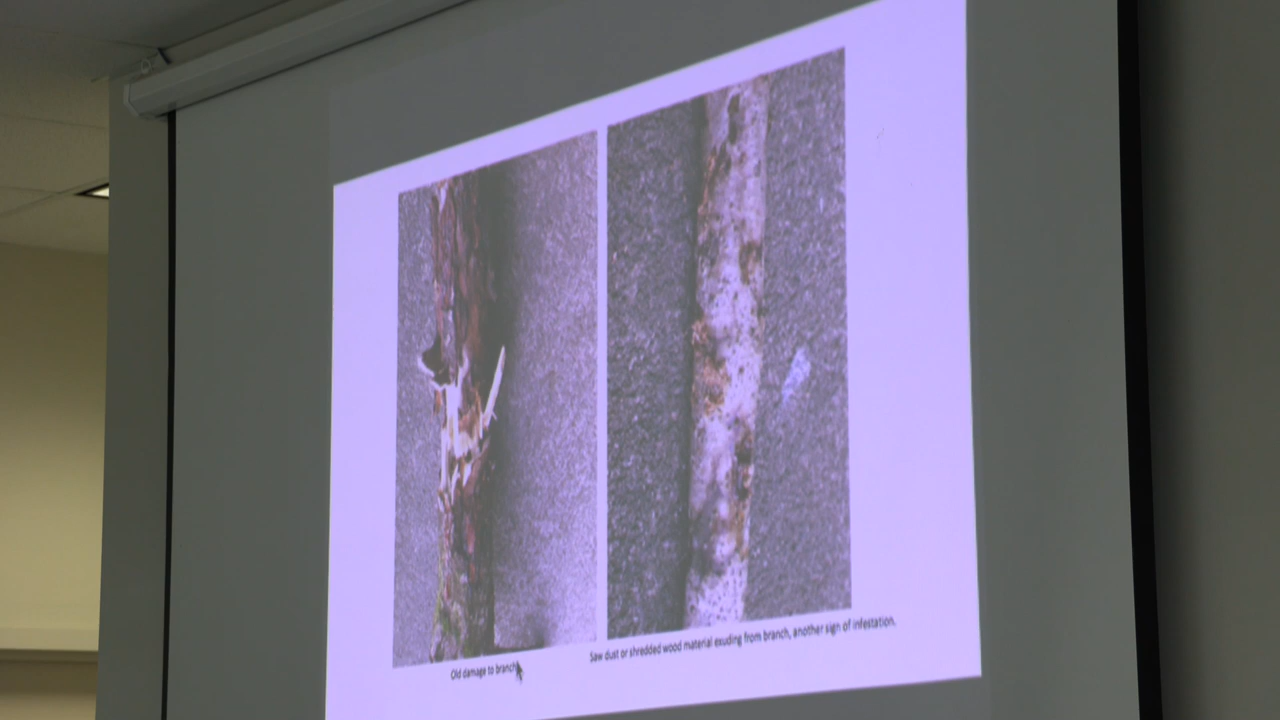 Old damage to branch
Saw dust or shredded wood material exuding from branch, another sign of infestation.